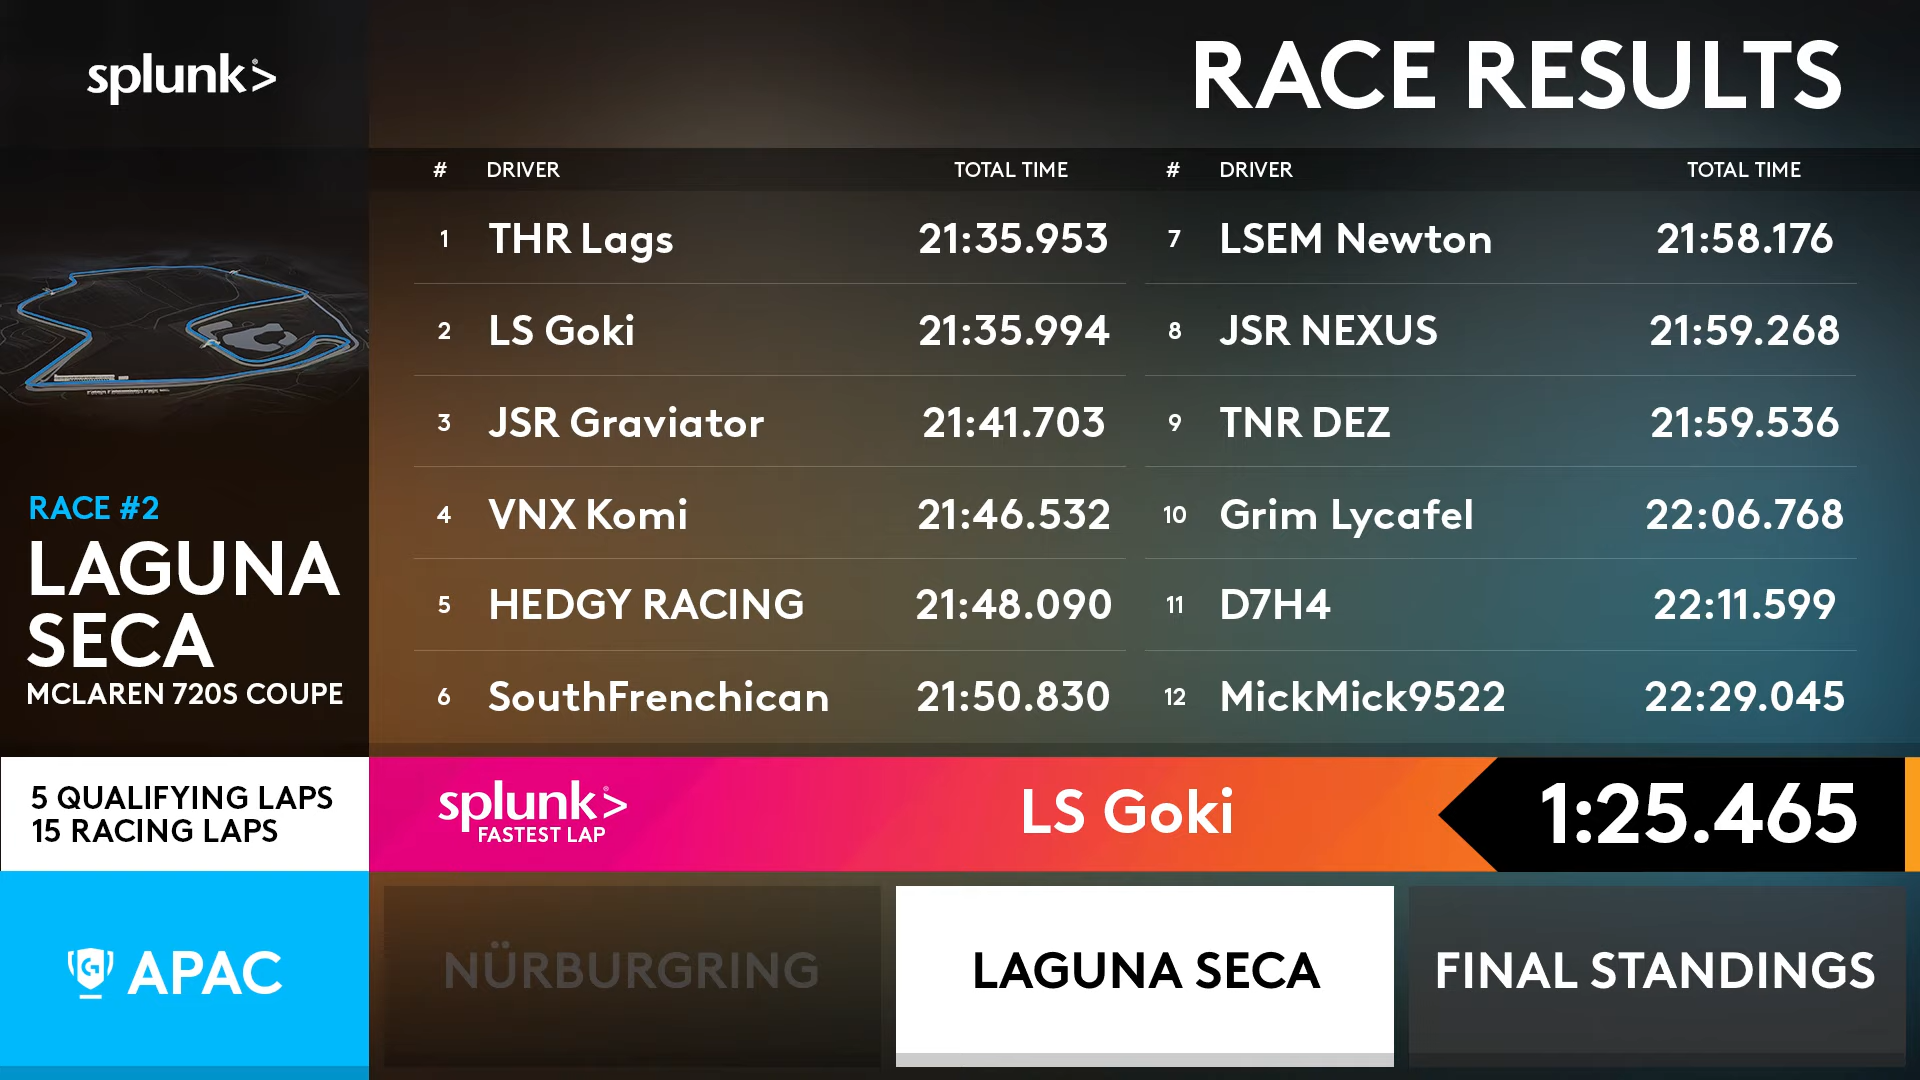 splunk>
RACE RESULTS
# DRIVER TOTAL TIME # DRIVER TOTAL TIME
1 THR Lags 21:35.953 7 LSEM Newton 21:58.176
2 LS Goki 21:35.994 8 JSR NEXUS 21:59.268
3 JSR Graviator 21:41.703 9 TNR DEZ 21:59.536
4 VNX Komi 21:46.532 10 Grim Lycafel 22:06.768
5 HEDGY RACING 21:48.090 11 D7H4 22:11.599
6 SouthFrenchican 21:50.830 12 MickMick9522 22:29.045
RACE #2
LAGUNA
SECA
MCLAREN 720S COUPE
5 QUALIFYING LAPS
15 RACING LAPS
splunk>
FASTEST LAP
LS Goki 1:25.465
APAC
NÜRBURGRING LAGUNA SECA FINAL STANDINGS